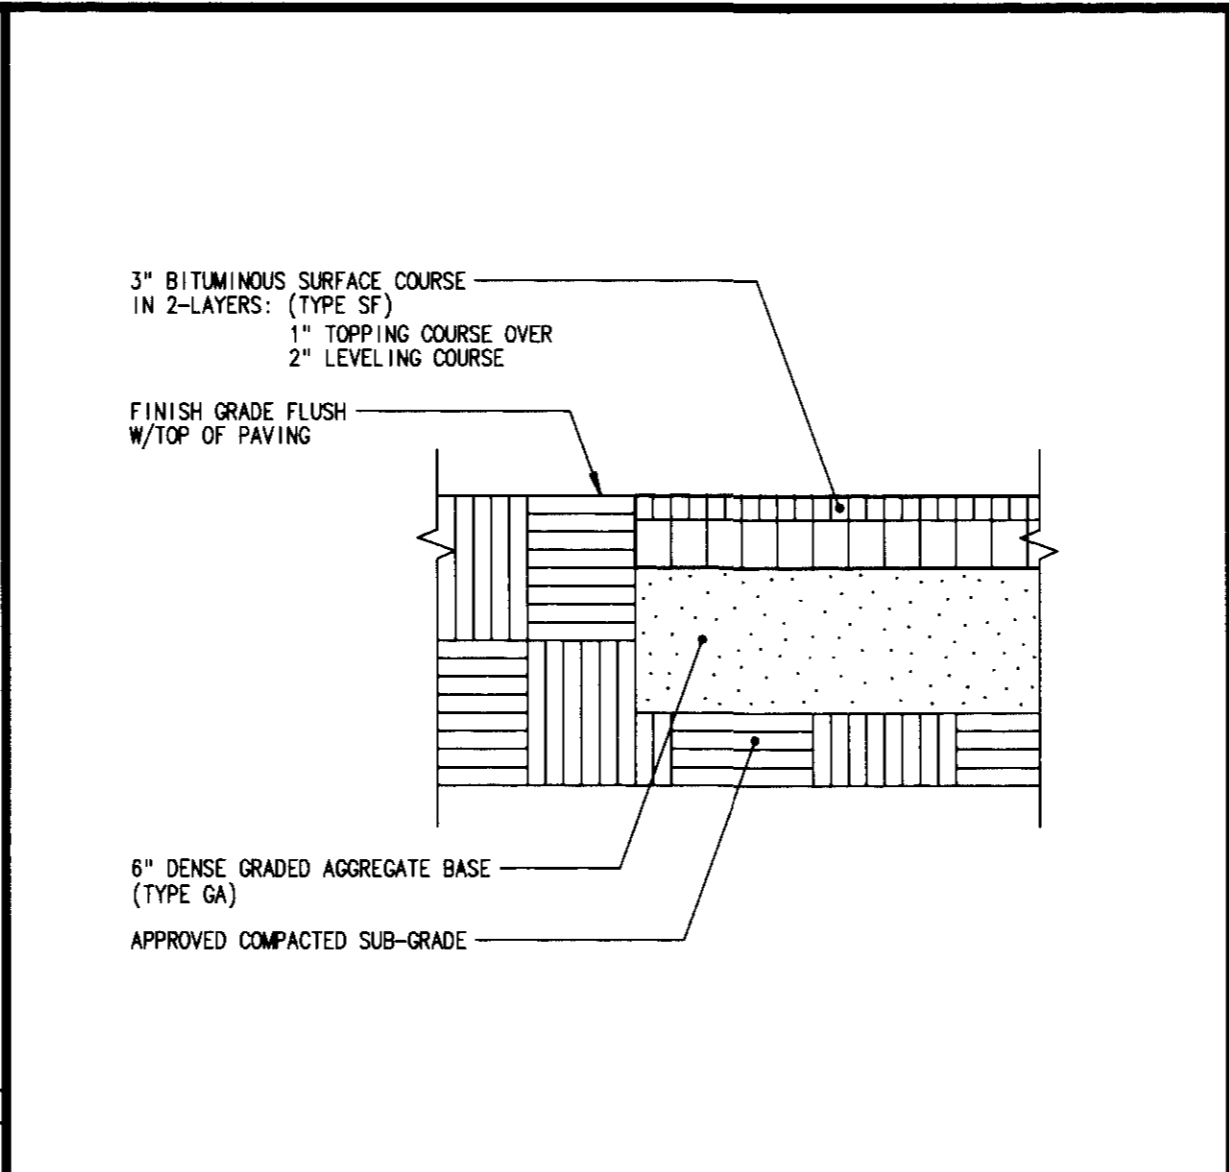 3" BITUMINOUS SURFACE COURSE
IN 2-LAYERS: (TYPE SF)
1" TOPPING COURSE OVER
2" LEVELING COURSE
FINISH GRADE FLUSH
W/TOP OF PAVING
6" DENSE GRADED AGGREGATE BASE
(TYPE GA)
APPROVED COMPACTED SUB-GRADE